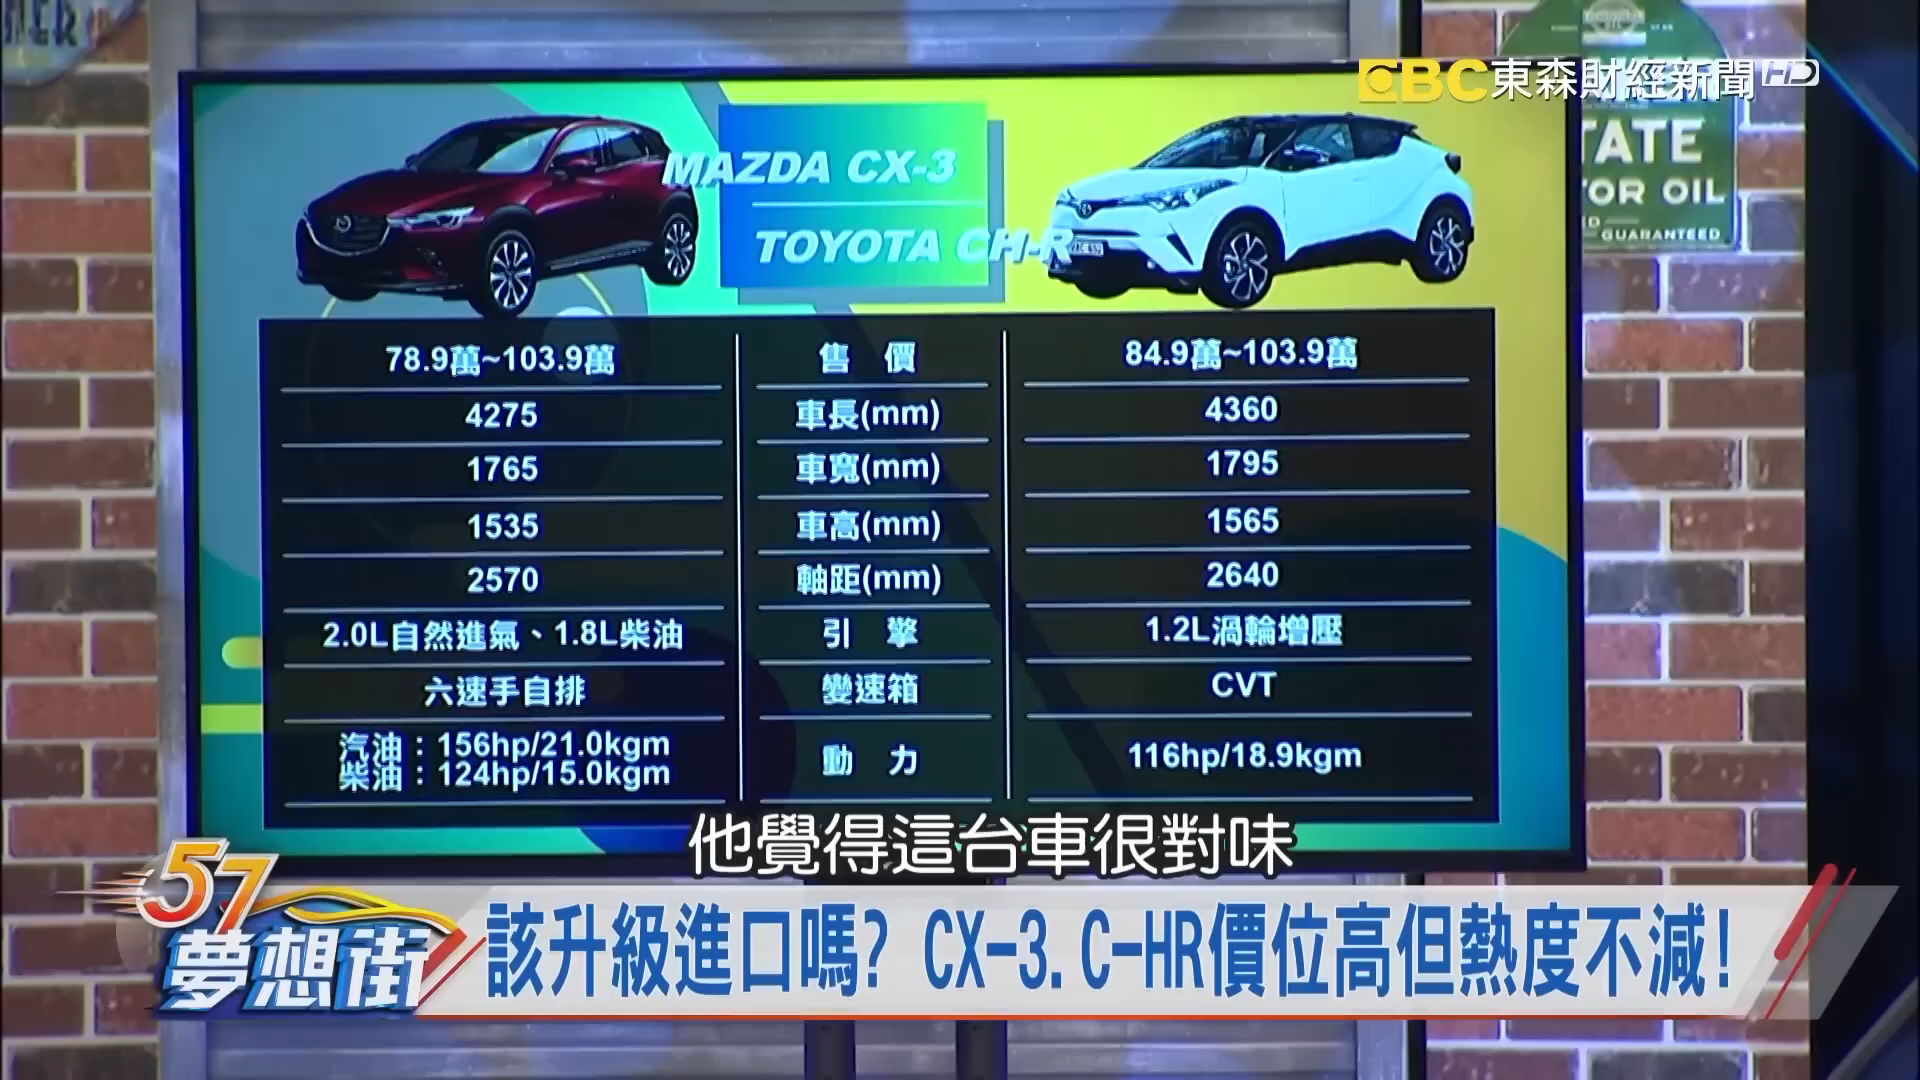 EBC東森財經新聞HD
TATE
OR OIL
GUARANTEED
MAZDA CX-3
TOYOTA CH-R
78.9萬~103.9萬 售 價 84.9萬~103.9萬
4275 車長(mm) 4360
1765 車寬(mm) 1795
1535 車高(mm) 1565
2570 軸距(mm) 2640
2.0L自然進氣、1.8L柴油 引 擎 1.2L渦輪增壓
六速手自排 變速箱 CVT
汽油:156hp/21.0kgm 動 力 116hp/18.9kgm
柴油:124hp/15.0kgm
他覺得這台車很對味
57夢想街
該升級進口嗎? CX-3.C-HR價位高但熱度不減!